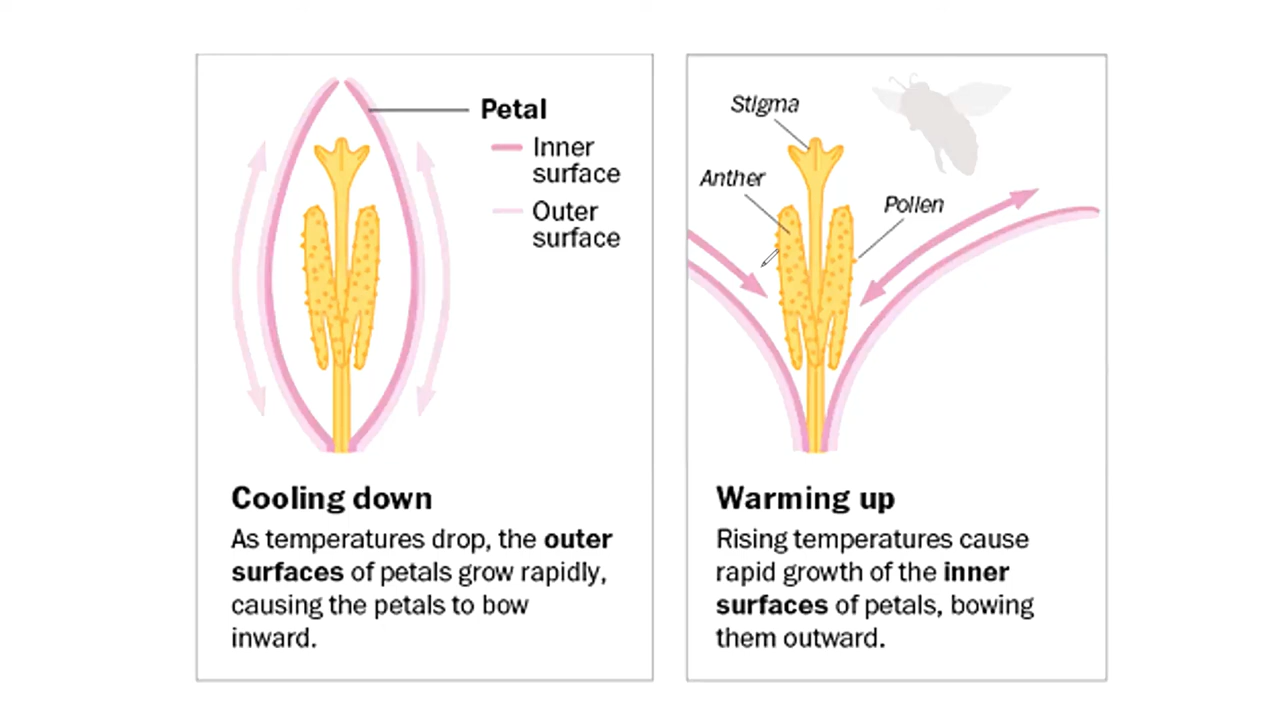 Petal
Inner
surface
Outer
surface
Cooling down
As temperatures drop, the outer
surfaces of petals grow rapidly,
causing the petals to bow
inward.
Stigma
Anther
Pollen
Warming up
Rising temperatures cause
rapid growth of the inner
surfaces of petals, bowing
them outward.